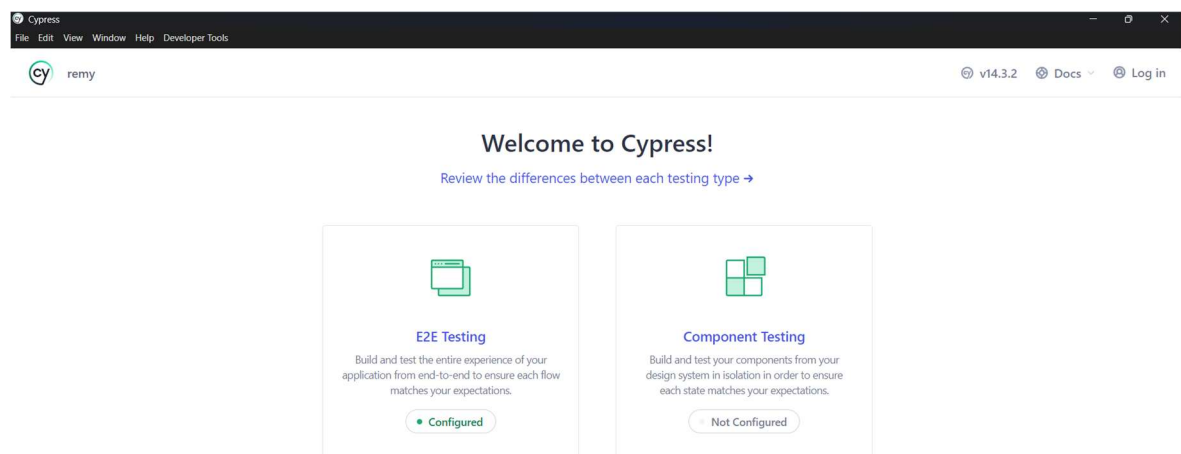 Cypress
File Edit View Window Help Developer Tools
cy remy
v14.3.2 Docs Log in
Welcome to Cypress!
Review the differences between each testing type →
E2E Testing
Build and test the entire experience of your
application from end-to-end to ensure each flow
matches your expectations.
Configured
Component Testing
Build and test your components from your
design system in isolation in order to ensure
each state matches your expectations.
Not Configured